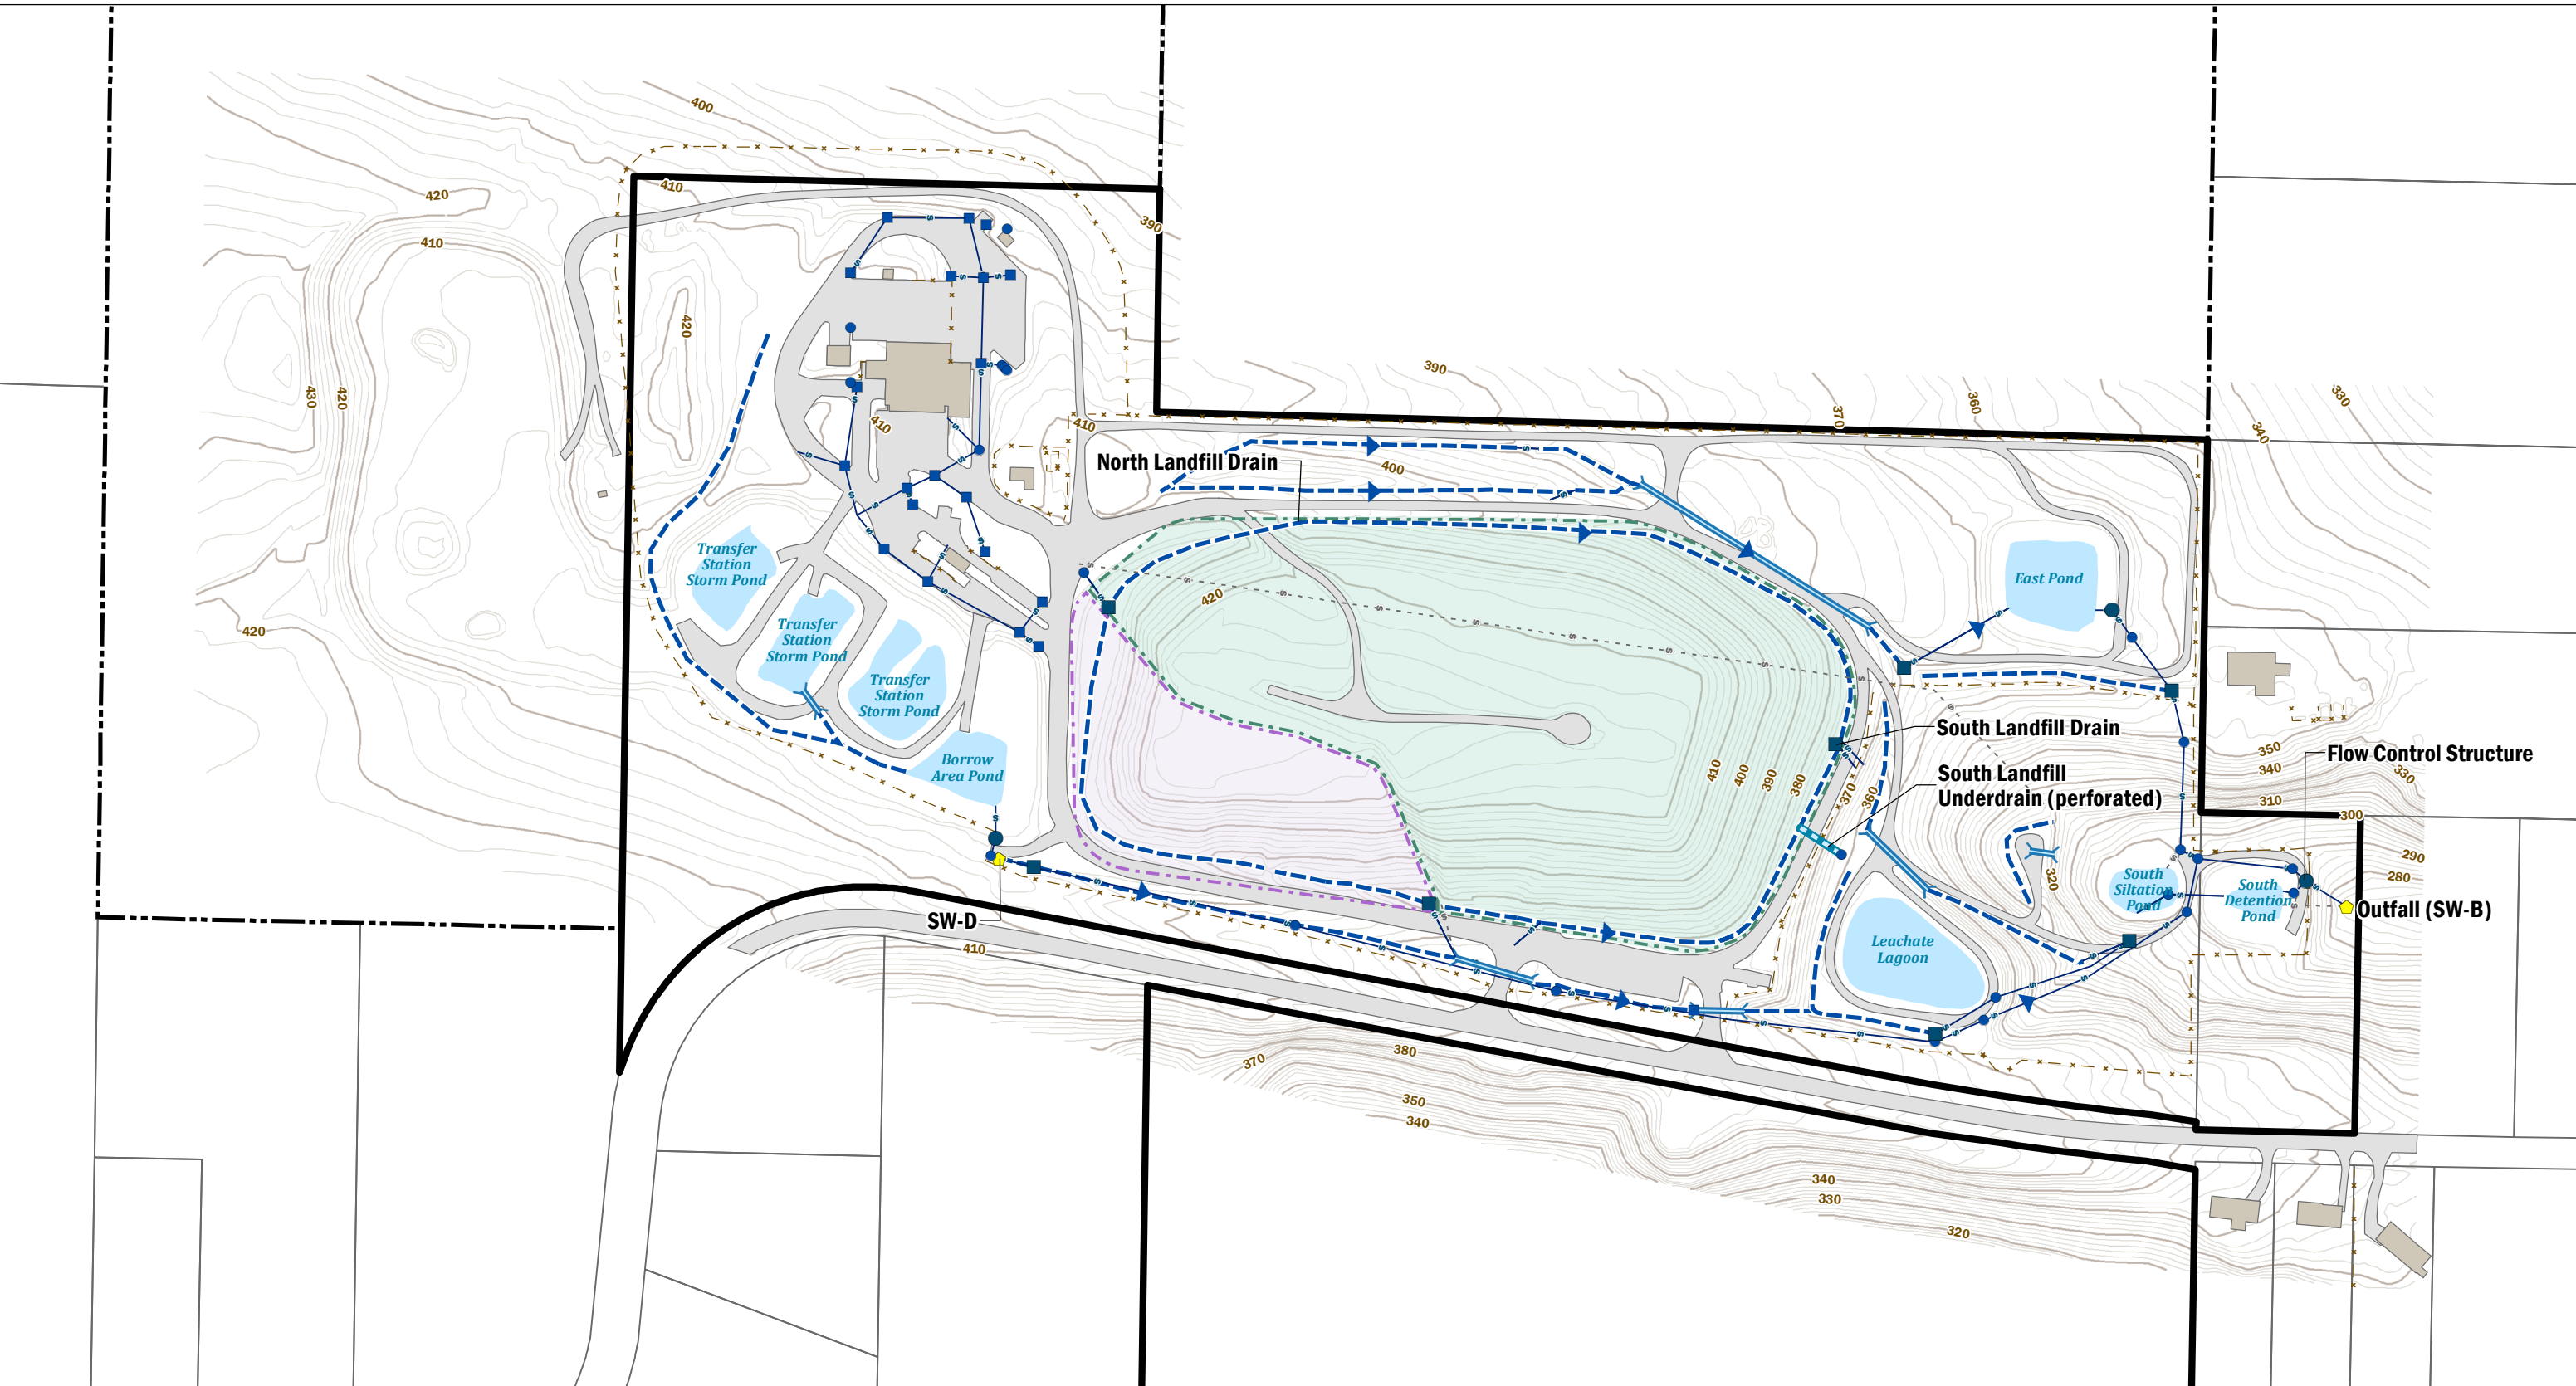 400
420
410
410
390
430
420
420
410
410
390
370
360
330
340
North Landfill Drain
400
Transfer
Station
Storm Pond
East Pond
420
420
Transfer
Station
Storm Pond
Transfer
Station
Storm Pond
South Landfill Drain
350
340
330
310
300
Flow Control Structure
Borrow
Area Pond
410
400
390
380
370
360
South Landfill
Underdrain (perforated)
290
280
320
South
Siltation
Pond
South
Detention
Pond
Outfall (SW-B)
SW-D
410
Leachate
Lagoon
370
380
350
340
340
330
320